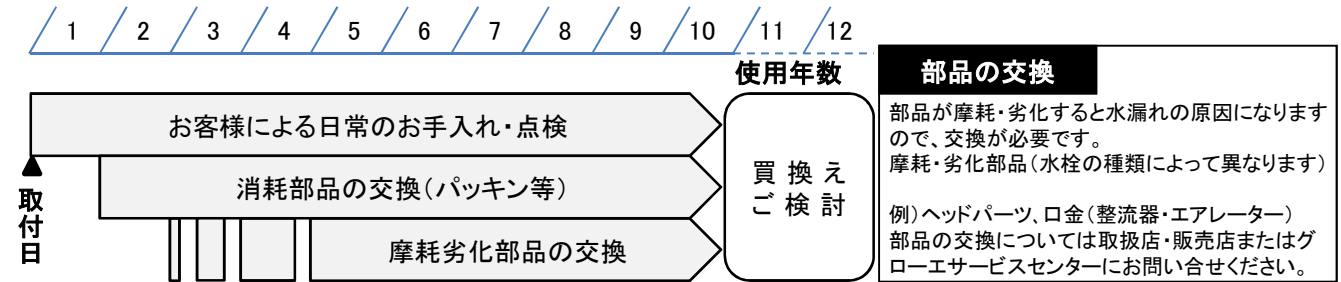 1 2 3 4 5 6 7 8 9 10 11 12
使用年数
お客様による日常のお手入れ・点検
消耗部品の交換（パッキン等）
摩耗劣化部品の交換
取付日
買換え
ご検討
部品の交換
部品が摩耗・劣化すると水漏れの原因になります
ので、交換が必要です。
摩耗・劣化部品（水栓の種類によって異なります）
例）ヘッドパーツ、口金（整流器・エアレーター）
部品の交換については取扱店・販売店またはグ
ローエサービスセンターにお問い合せください。